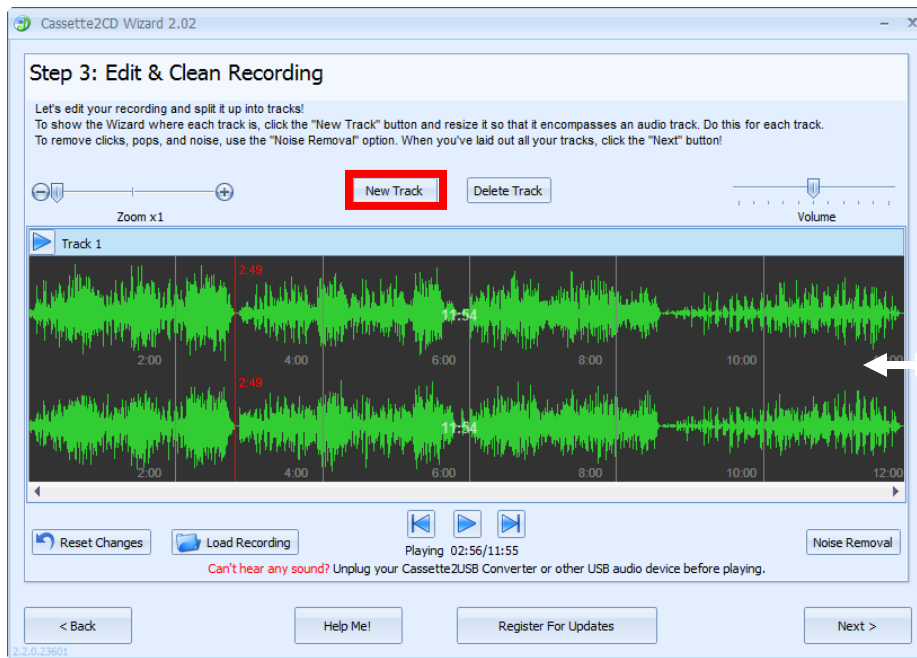 Cassette2CD Wizard 2.02
Step 3: Edit & Clean Recording
Let's edit your recording and split it up into tracks!
To show the Wizard where each track is, click the "New Track" button and resize it so that it encompasses an audio track. Do this for each track.
To remove clicks, pops, and noise, use the "Noise Removal" option. When you've laid out all your tracks, click the "Next" button!
New Track
Delete Track
Zoom x1
Volume
Track 1
2:49
11:54
2:00 4:00 6:00 8:00 10:00
2:49
11:54
2:00 4:00 6:00 8:00 10:00 12:00
Reset Changes
Load Recording
Playing 02:56/11:55
Noise Removal
Can't hear any sound? Unplug your Cassette2USB Converter or other USB audio device before playing.
< Back
Help Me!
Register For Updates
Next >
2.2.0.23601